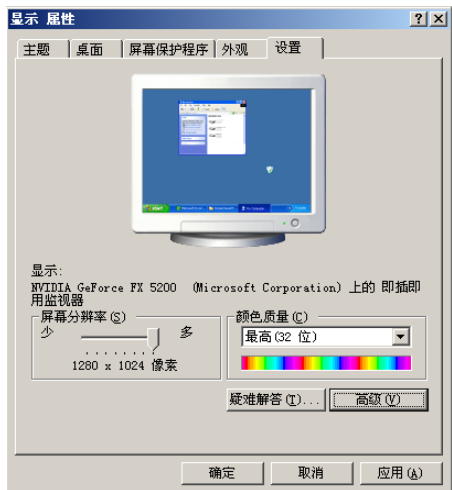 显示 属性
主题 桌面 屏幕保护程序 外观 设置
显示:
NVIDIA GeForce FX 5200 (Microsoft Corporation) 上的 即插即
用监视器
屏幕分辨率(S)
少 多
1280 x 1024 像素
颜色质量(C)
最高(32 位)
疑难解答(T)... 高级(V)
确定 取消 应用(A)